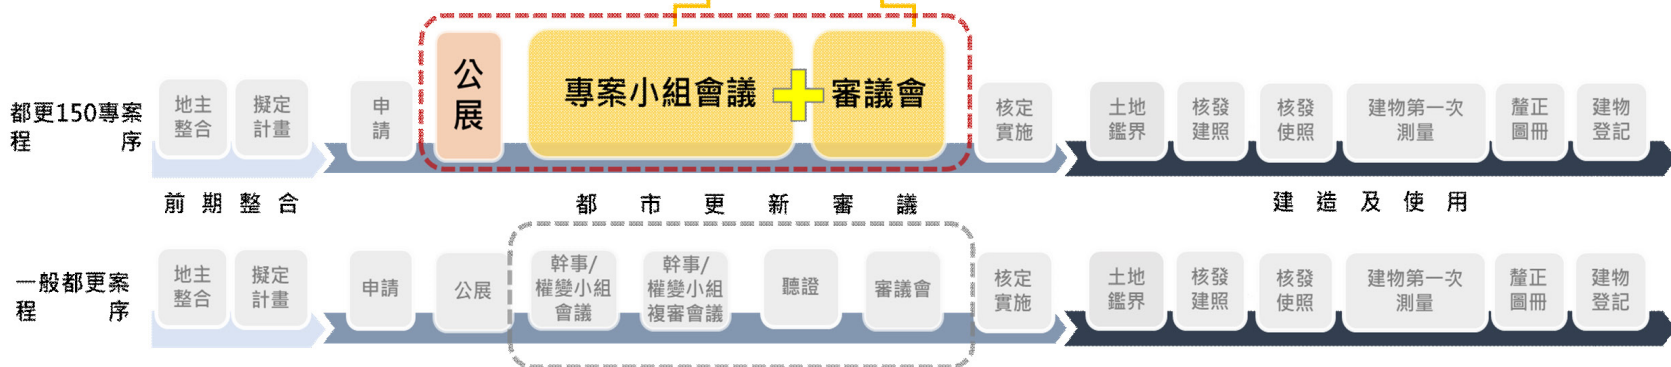 都更150專案
程序
地主
整合
擬定
計畫
申
請
公
展
專案小組會議
審議會
核定
實施
土地
鑑界
核發
建照
核發
使照
建物第一次
測量
釐正
圖冊
建物
登記
前期整合
都市更新審議
建造及使用
一般都更案
程序
地主
整合
擬定
計畫
申請
公展
幹事/
權變小組
會議
幹事/
權變小組
複審會議
聽證
審議會
核定
實施
土地
鑑界
核發
建照
核發
使照
建物第一次
測量
釐正
圖冊
建物
登記